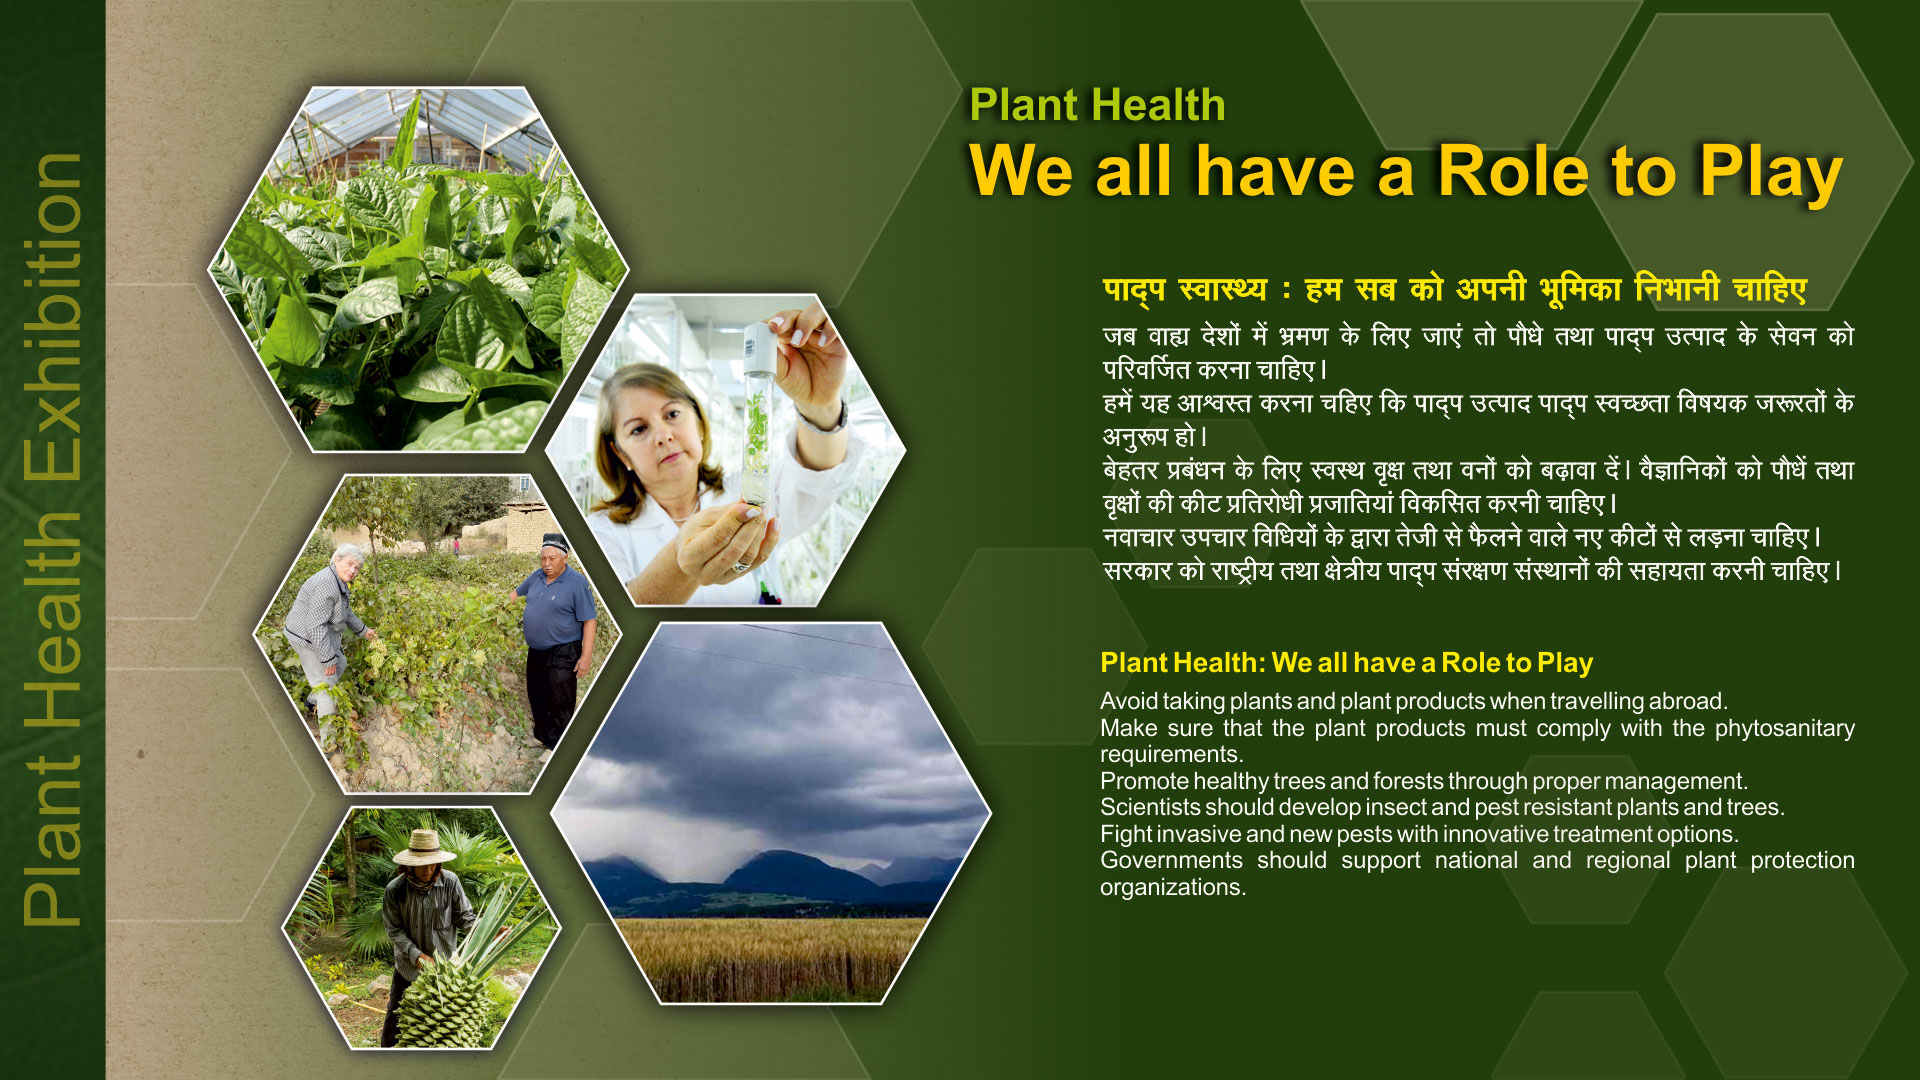 Plant Health Exhibition
Plant Health
We all have a Role to Play
पाद्प स्वास्थ्य : हम सब को अपनी भूमिका निभानी चाहिए
जब वाह्य देशों में भ्रमण के लिए जाएं तो पौधे तथा पाद्प उत्पाद के सेवन को
परिवर्जित करना चाहिए।
हमें यह आश्वस्त करना चहिए कि पाद्प उत्पाद पाद्प स्वच्छता विषयक जरूरतों के
अनुरूप हो।
बेहतर प्रबंधन के लिए स्वस्थ वृक्ष तथा वनों को बढ़ावा दें। वैज्ञानिकों को पौधें तथा
वृक्षों की कीट प्रतिरोधी प्रजातियां विकसित करनी चाहिए।
नवाचार उपचार विधियों के द्वारा तेजी से फैलने वाले नए कीटों से लड़ना चाहिए।
सरकार को राष्ट्रीय तथा क्षेत्रीय पाद्प संरक्षण संस्थानों की सहायता करनी चाहिए।
Plant Health: We all have a Role to Play
Avoid taking plants and plant products when travelling abroad.
Make sure that the plant products must comply with the phytosanitary
requirements.
Promote healthy trees and forests through proper management.
Scientists should develop insect and pest resistant plants and trees.
Fight invasive and new pests with innovative treatment options.
Governments should support national and regional plant protection
organizations.